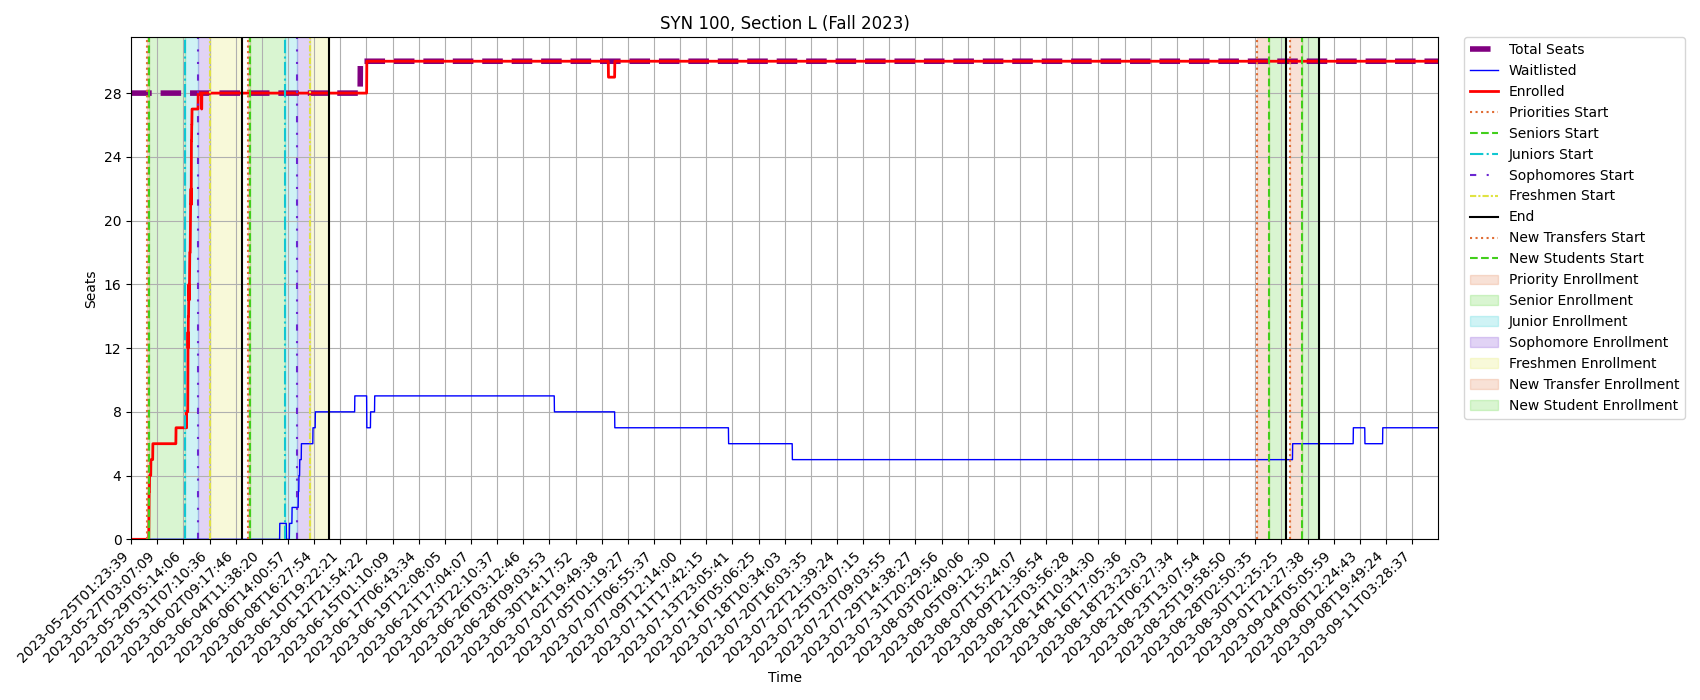 SYN 100, Section L (Fall 2023)
Seats
28
24
20
16
12
8
4
0
2023-05-25T01:23:39
2023-05-27T03:07:09
2023-05-29T05:14:06
2023-05-31T07:10:36
2023-06-02T09:17:46
2023-06-04T11:38:20
2023-06-06T14:00:57
2023-06-08T16:27:54
2023-06-10T19:22:21
2023-06-12T21:54:22
2023-06-15T01:10:09
2023-06-17T06:43:34
2023-06-19T12:08:05
2023-06-21T17:04:07
2023-06-23T22:10:37
2023-06-26T03:12:46
2023-06-28T09:03:53
2023-06-30T14:17:52
2023-07-02T19:49:38
2023-07-05T01:19:27
2023-07-07T06:55:37
2023-07-09T12:14:00
2023-07-11T17:42:15
2023-07-13T23:05:41
2023-07-16T05:06:25
2023-07-18T10:34:03
2023-07-20T16:03:35
2023-07-22T21:39:24
2023-07-25T03:07:15
2023-07-27T09:03:55
2023-07-29T14:38:27
2023-07-31T20:29:56
2023-08-03T02:40:06
2023-08-05T09:12:30
2023-08-07T15:24:07
2023-08-09T21:36:54
2023-08-12T03:56:28
2023-08-14T10:34:30
2023-08-16T17:05:36
2023-08-18T23:23:03
2023-08-21T06:27:34
2023-08-23T13:07:54
2023-08-25T19:58:50
2023-08-28T02:50:35
2023-08-30T12:25:25
2023-09-01T21:27:38
2023-09-04T05:05:59
2023-09-06T12:24:43
2023-09-08T19:49:24
2023-09-11T03:28:37
Time
Total Seats
Waitlisted
Enrolled
Priorities Start
Seniors Start
Juniors Start
Sophomores Start
Freshmen Start
End
New Transfers Start
New Students Start
Priority Enrollment
Senior Enrollment
Junior Enrollment
Sophomore Enrollment
Freshmen Enrollment
New Transfer Enrollment
New Student Enrollment